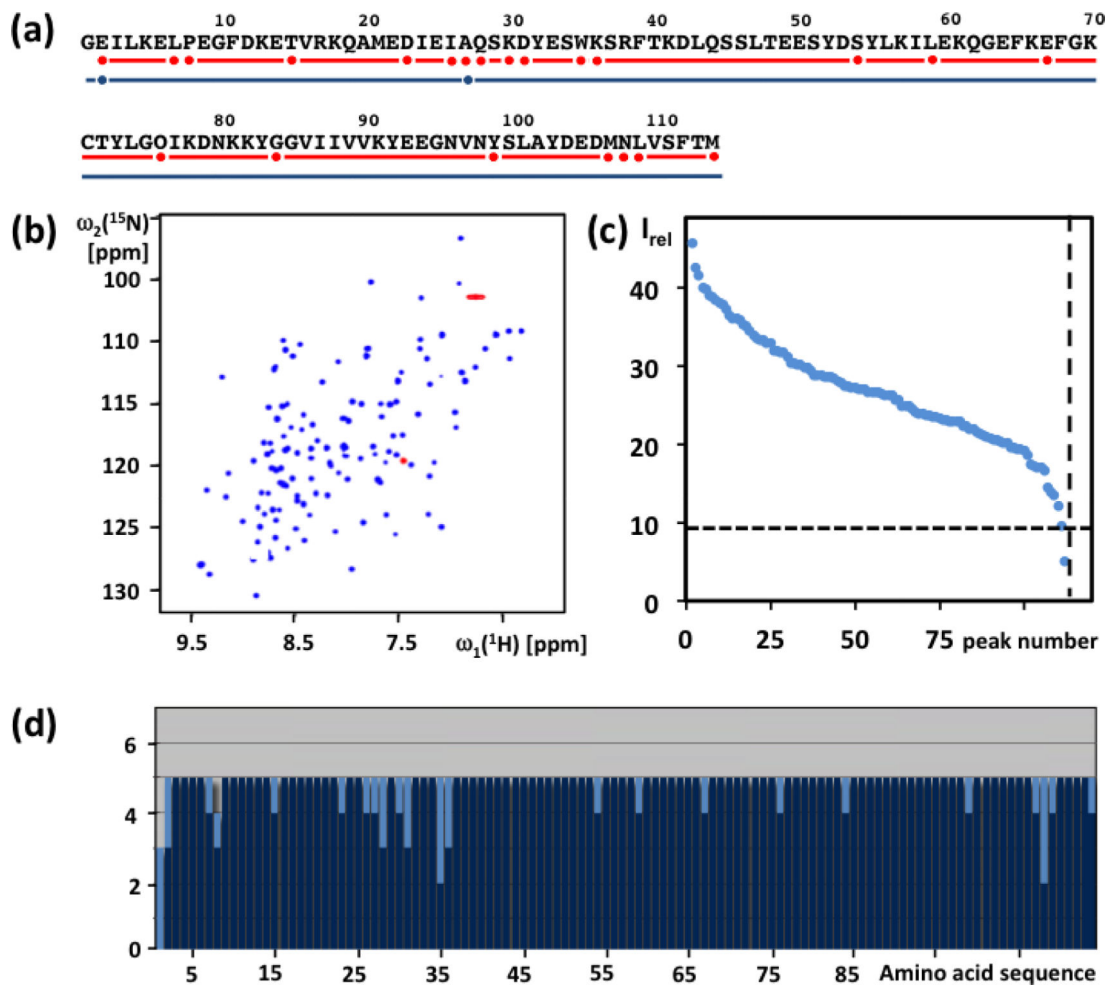 (a)
10 20 30 40 50 60 70
GEILKELPEGFDKETVRKQAMEDIEIAQSKDYESWKSRFTKDLQSSLTEESYDSYLKILEKQGEFKEFGK
80 90 100 110
CTYLGOIKDNKKYGGVIIVVKYEEGNVNYSLAYDEDMNLVSFTM
(b)
ω₂(¹⁵N)
[ppm]
100
110
115
120
125
130
9.5 8.5 7.5 ω₁(¹H) [ppm]
(c)
I_rel
40
30
20
10
0
0 25 50 75 peak number
(d)
6
4
2
0
5 15 25 35 45 55 65 75 85 Amino acid sequence